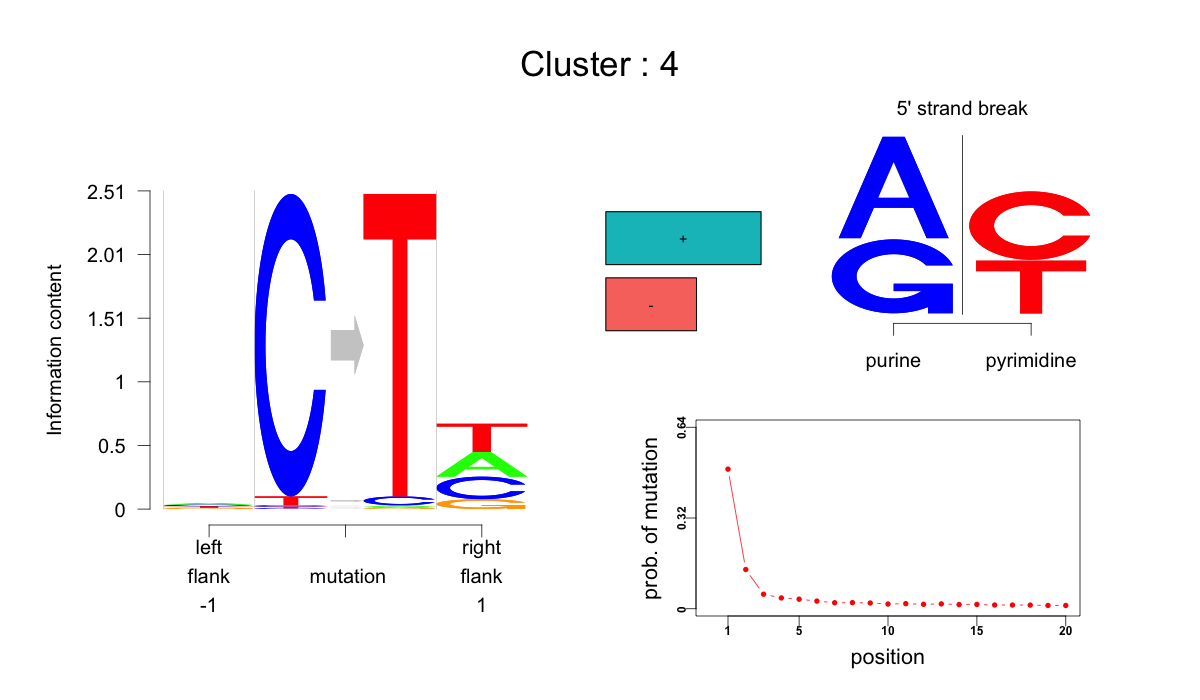 Cluster : 4
5' strand break
A
G
C
T
purine
pyrimidine
+
-
Information content
2.51
2.01
1.51
1
0.5
0
C
T
T
C
T
A
C
G
left
flank
-1
mutation
right
flank
1
prob. of mutation
0.64
0.32
0
1
5
10
15
20
position